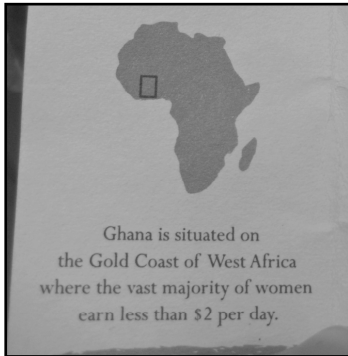 Ghana is situated on
the Gold Coast of West Africa
where the vast majority of women
earn less than $2 per day.